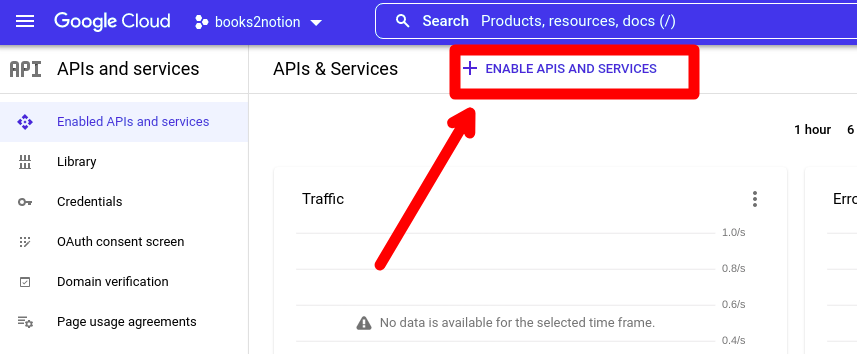 Google Cloud
books2notion
Search Products, resources, docs (/)
API APIs and services
APIs & Services
ENABLE APIS AND SERVICES
Enabled APIs and services
Library
Credentials
OAuth consent screen
Domain verification
Page usage agreements
1 hour 6
Traffic
1.0/s
0.8/s
0.6/s
No data is available for the selected time frame.
0.4/s
Erro